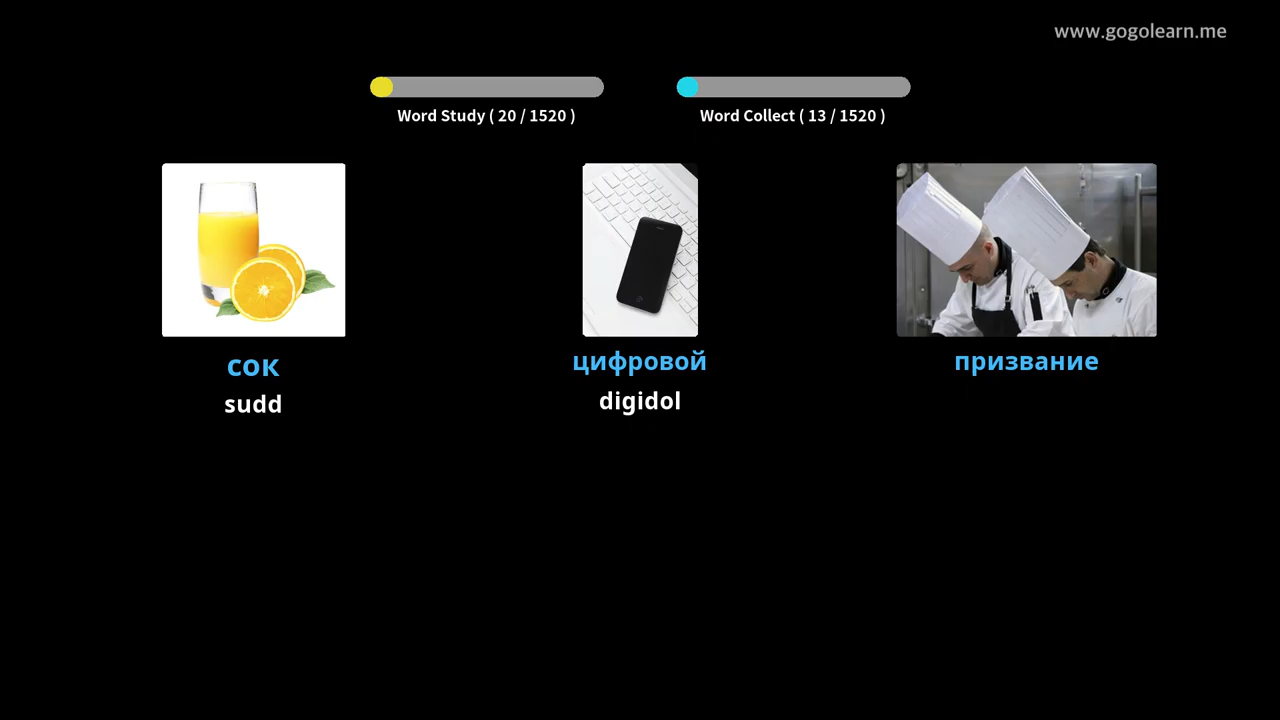 www.gogolearn.me
Word Study ( 20 / 1520 )
Word Collect ( 13 / 1520 )
сок
sudd
цифровой
digidol
призвание